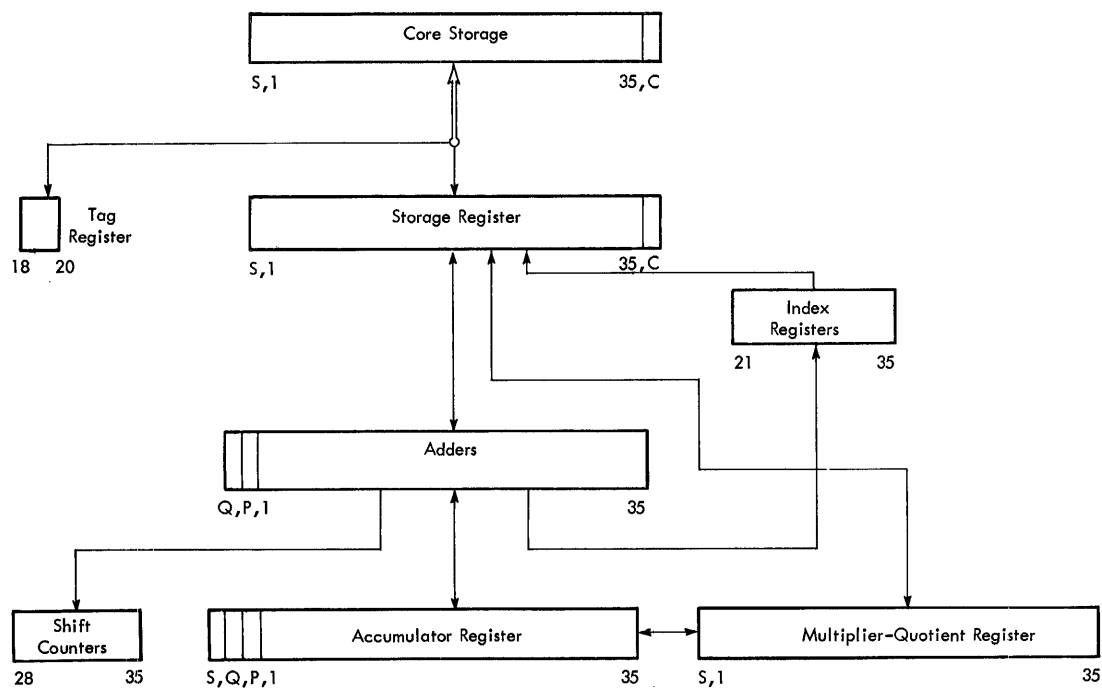 Core Storage
S,1
35,C
Tag
Register
18
20
Storage Register
S,1
35,C
Index
Registers
21
35
Adders
Q,P,1
35
Shift
Counters
28
35
Accumulator Register
S,Q,P,1
35
Multiplier-Quotient Register
S,1
35